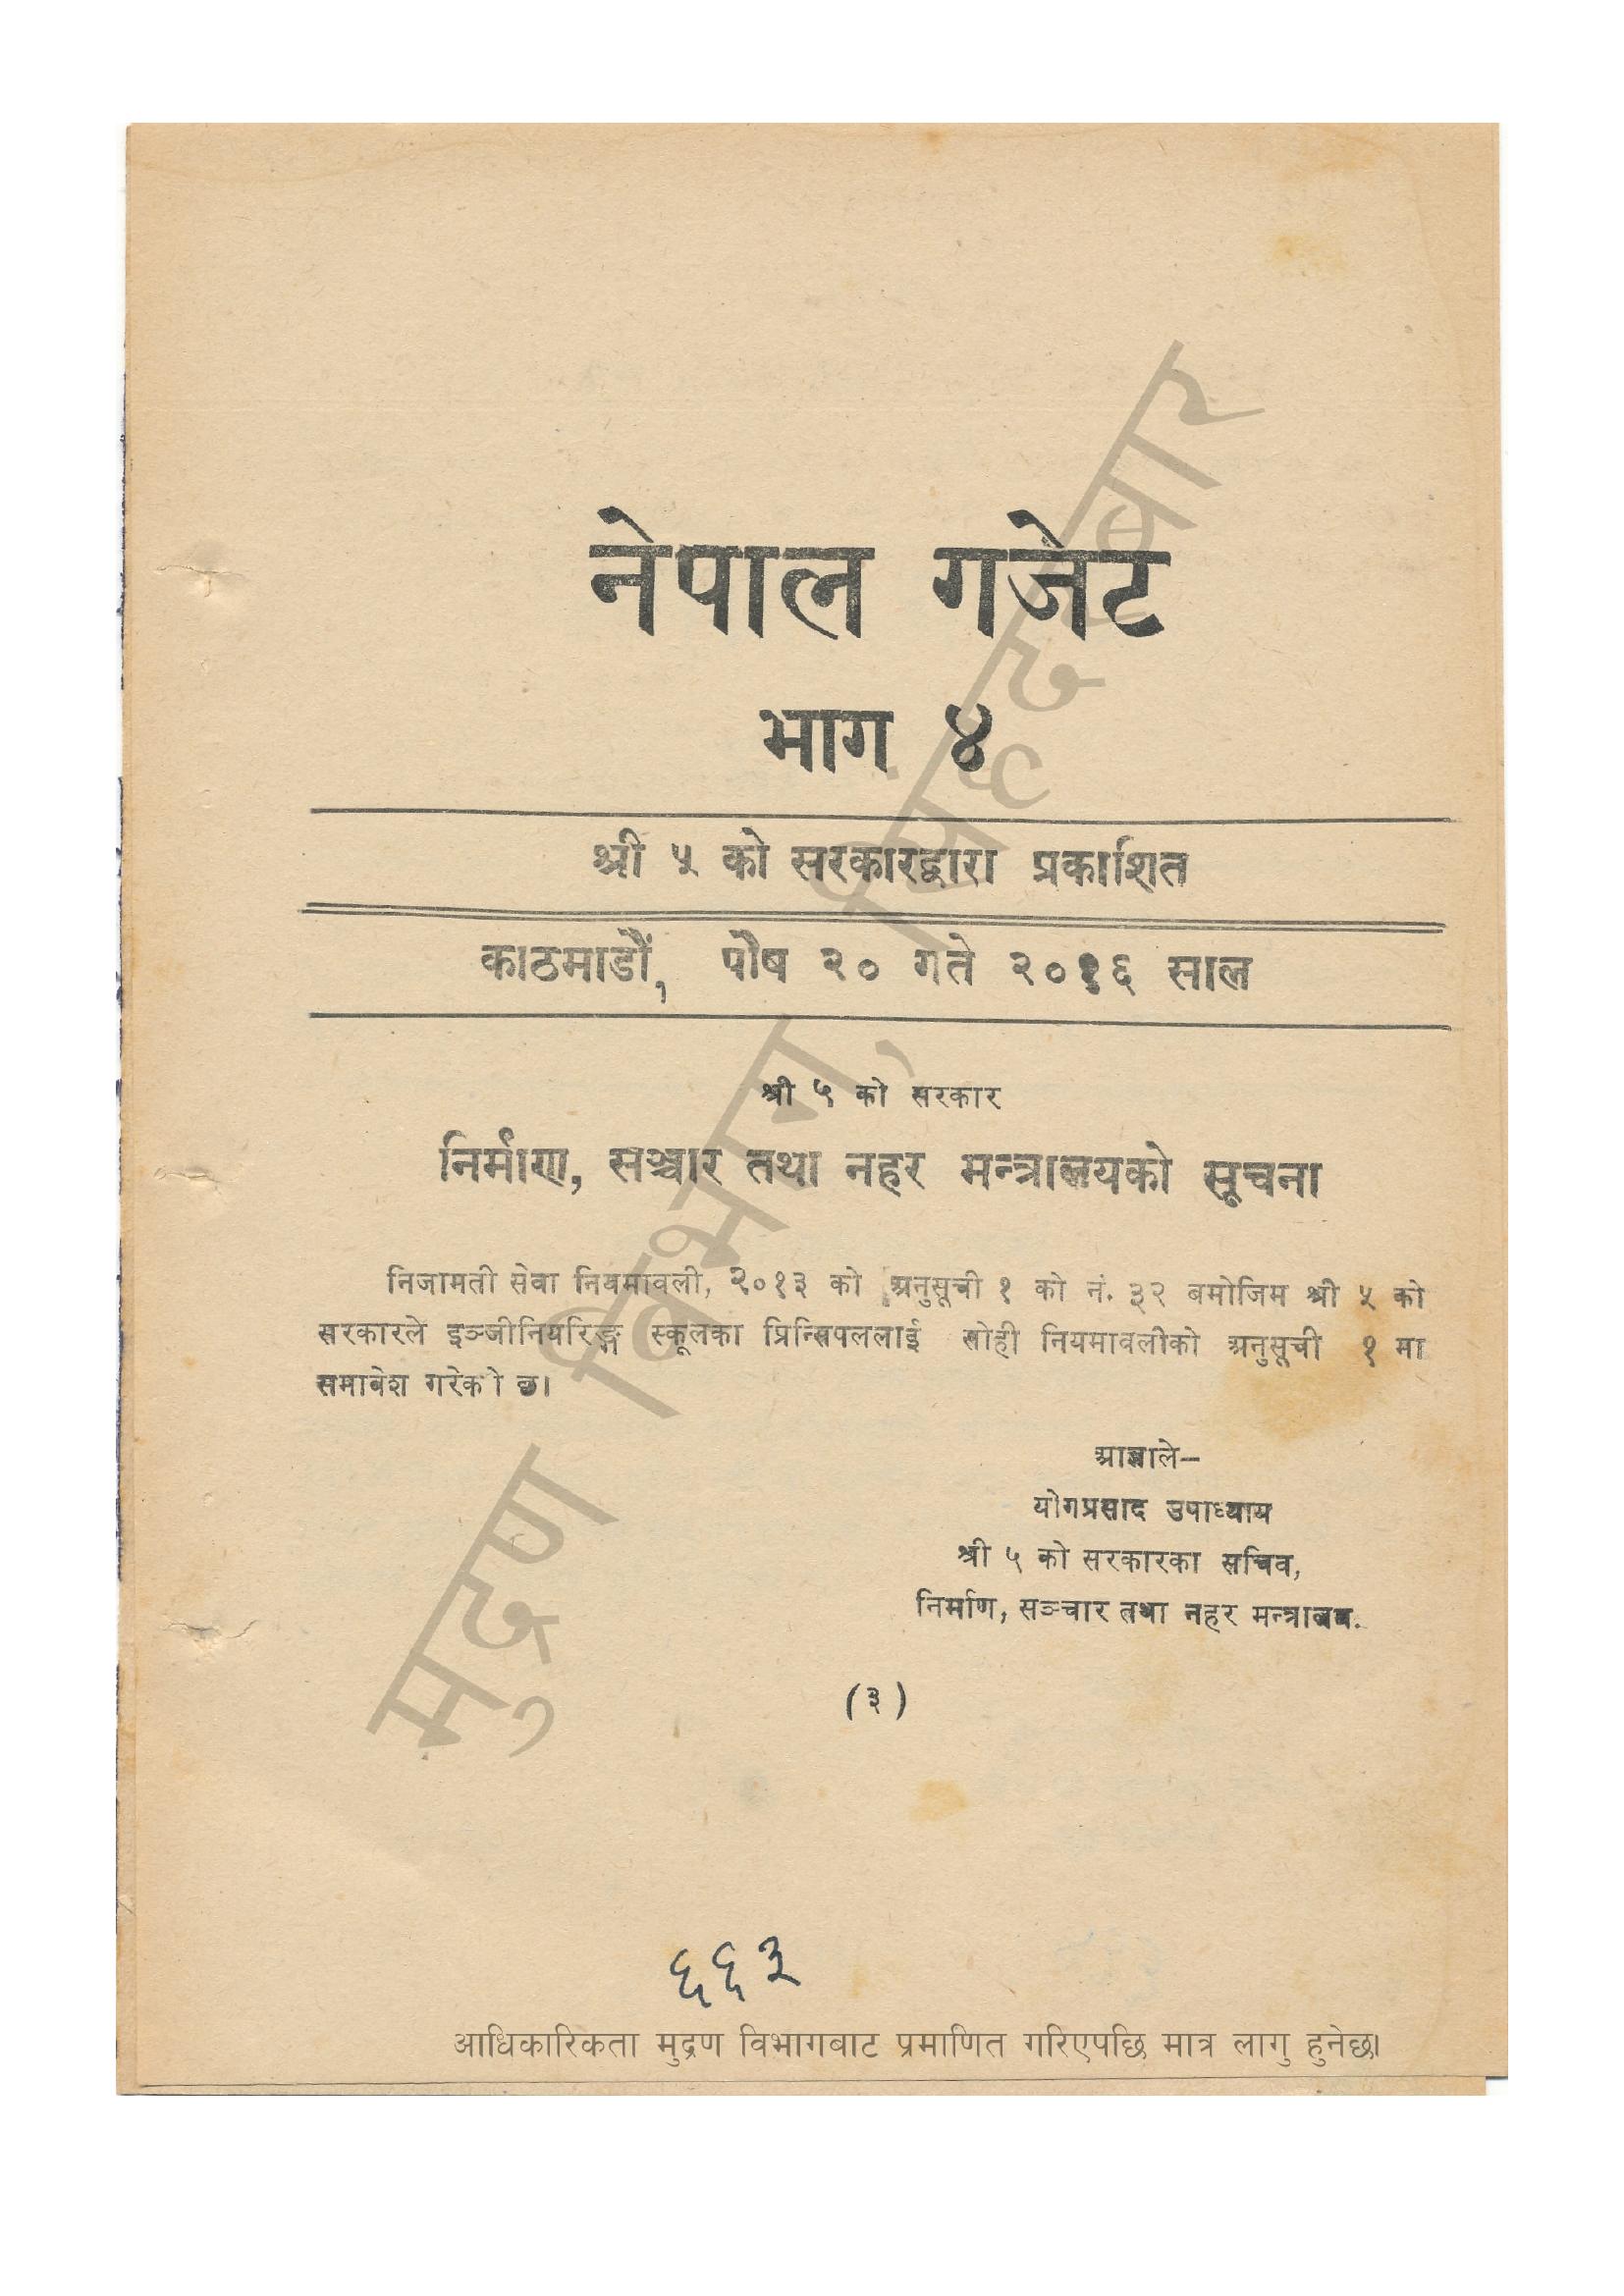 नेपाल गजेट
भाग ४
श्री ५ को सरकारद्वारा प्रकाशित
काठमाडौं, पौष २० गते २०१६ साल
श्री ५ को सरकार
निर्माण, सञ्चार तथा नहर मन्त्रालयको सूचना
निजामती सेवा नियमावली, २०१३ को अनुसूची १ को नं. ३२ बमोजिम श्री ५ को
सरकारले इञ्जीनियरिङ्ग स्कूलका प्रिन्सिपललाई सोही नियमावलीको अनुसूची १ मा
समाबेश गरेको छ।
आज्ञाले—
योगप्रसाद उपाध्याय
श्री ५ को सरकारका सचिव,
निर्माण, सञ्चार तथा नहर मन्त्रालय.
(३)
६६३
मुद्रण विभाग, सिंहदरवार
आधिकारिकता मुद्रण विभागबाट प्रमाणित गरिएपछि मात्र लागु हुनेछ।